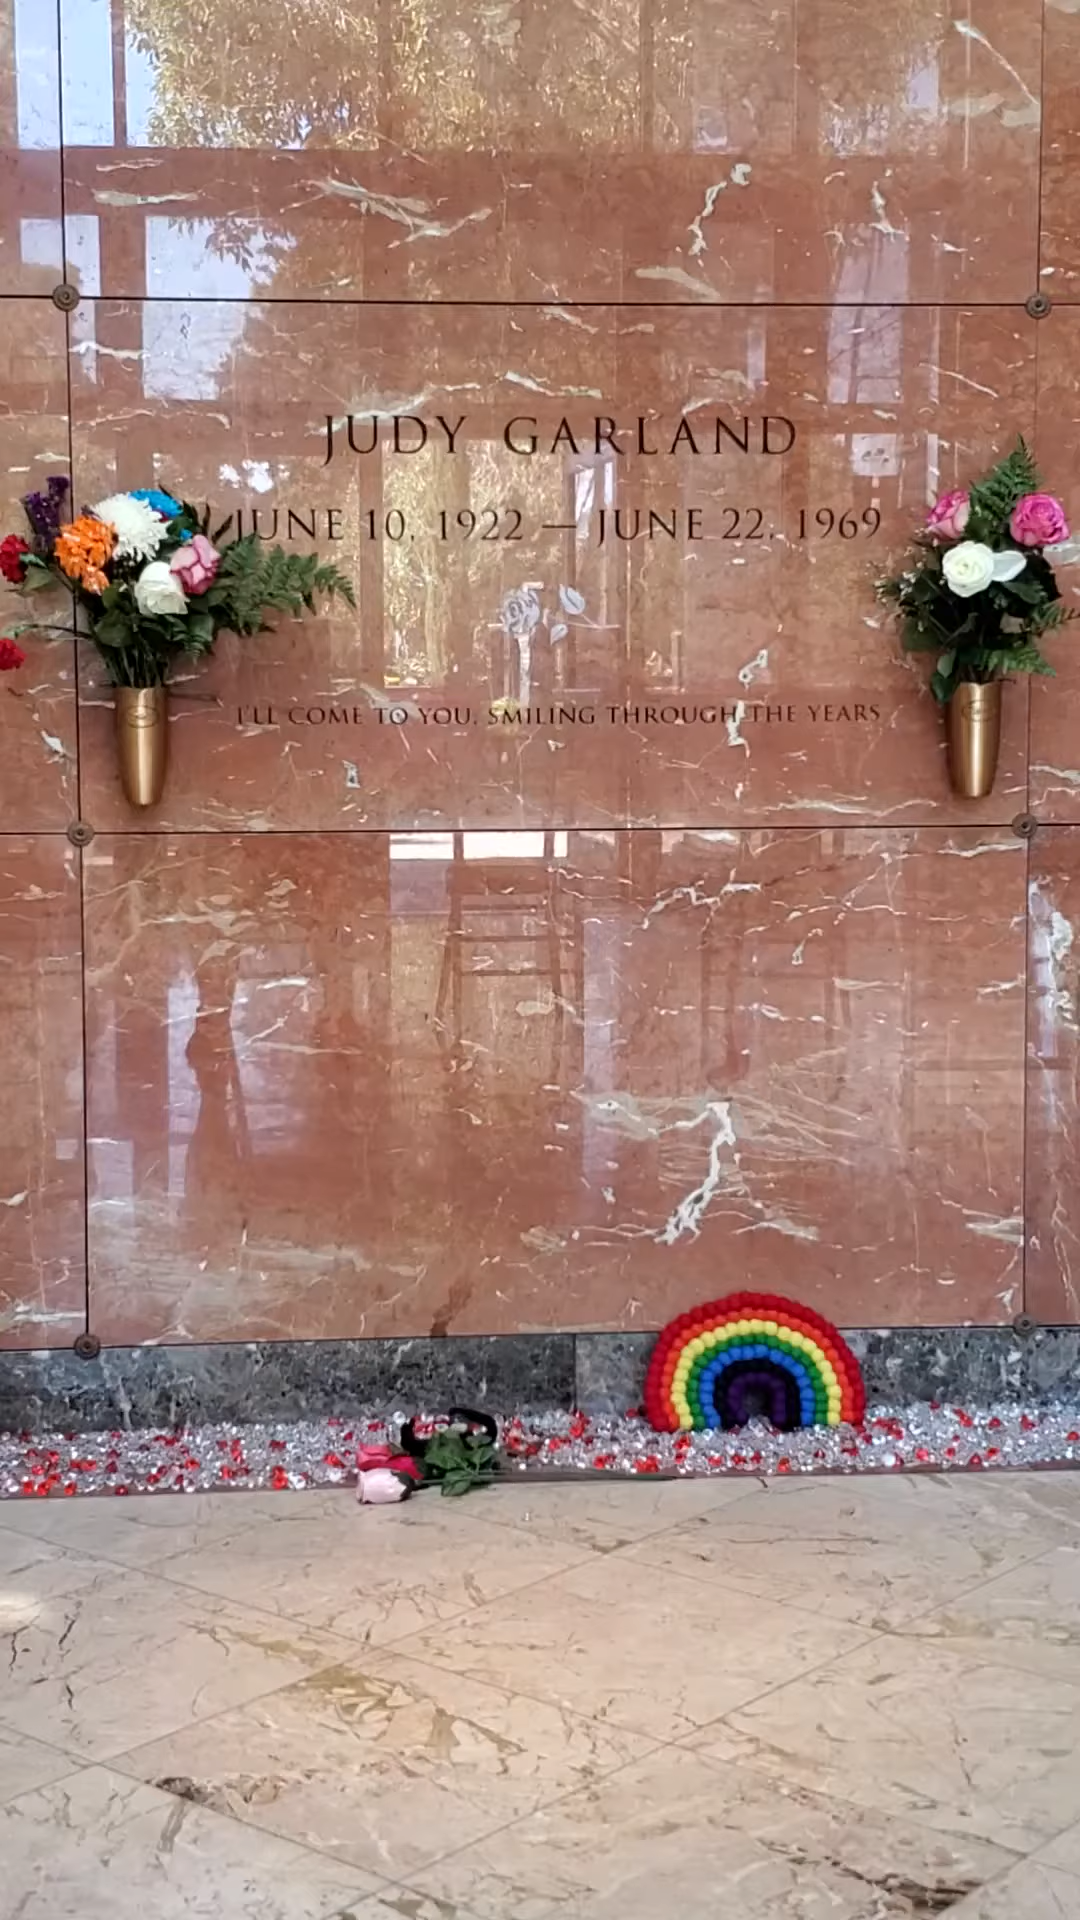 JUDY GARLAND
JUNE 10, 1922 — JUNE 22, 1969
I'LL COME TO YOU, SMILING THROUGH THE YEARS